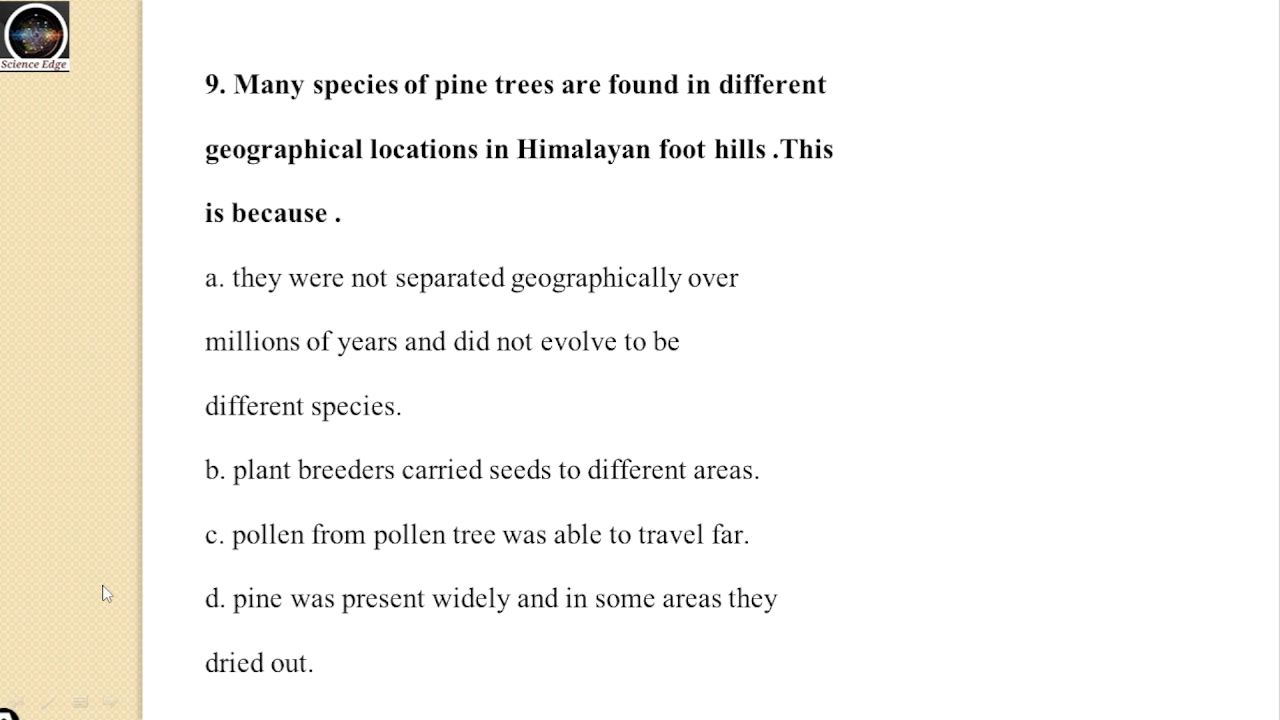 Science Edge
9. Many species of pine trees are found in different
geographical locations in Himalayan foot hills .This
is because .
a. they were not separated geographically over
millions of years and did not evolve to be
different species.
b. plant breeders carried seeds to different areas.
c. pollen from pollen tree was able to travel far.
d. pine was present widely and in some areas they
dried out.